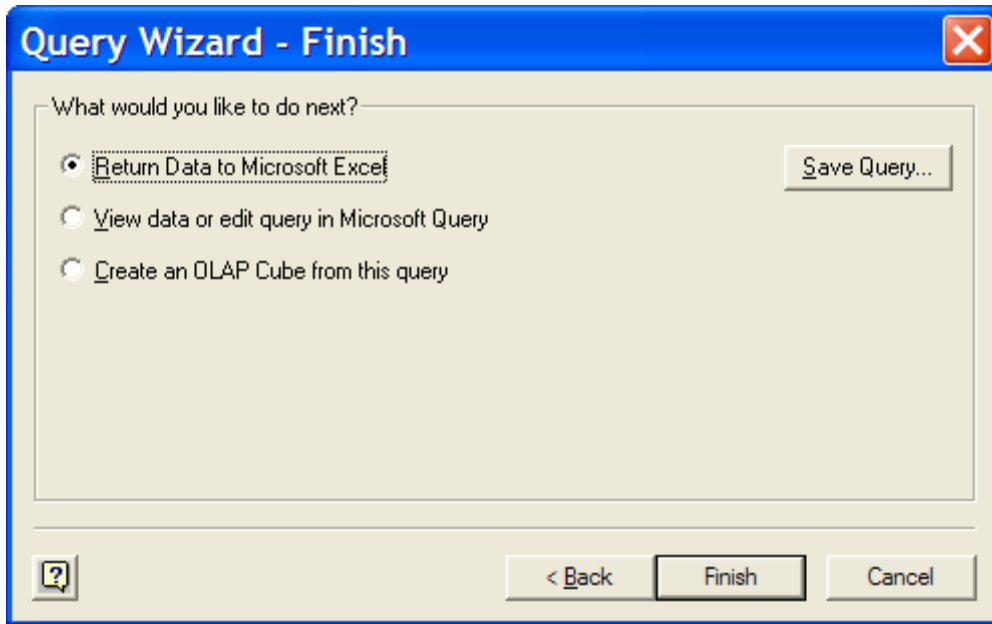 Query Wizard - Finish
What would you like to do next?
Return Data to Microsoft Excel
Save Query...
View data or edit query in Microsoft Query
Create an OLAP Cube from this query
?
< Back
Finish
Cancel